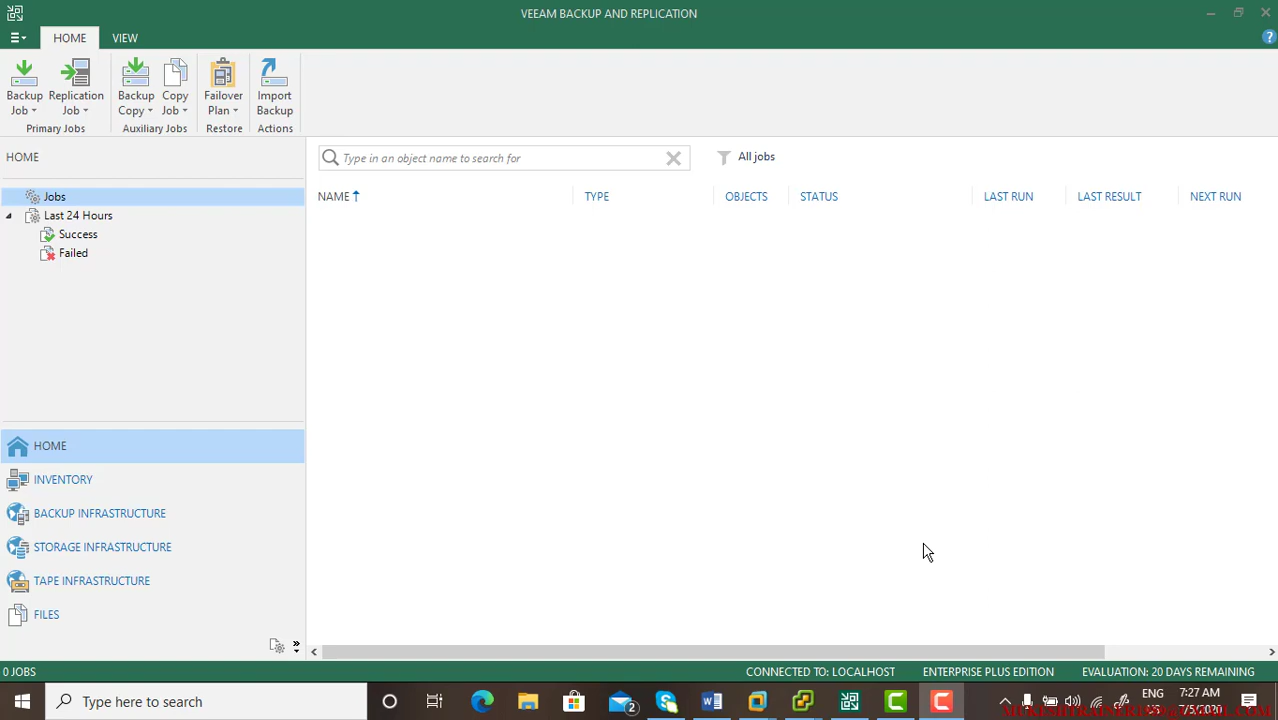 VEEAM BACKUP AND REPLICATION
HOME VIEW
Backup Job Replication Job Backup Copy Copy Job Failover Plan Import Backup
Primary Jobs Auxiliary Jobs Restore Actions
HOME
Type in an object name to search for
All jobs
Jobs
Last 24 Hours
Success
Failed
NAME TYPE OBJECTS STATUS LAST RUN LAST RESULT NEXT RUN
HOME
INVENTORY
BACKUP INFRASTRUCTURE
STORAGE INFRASTRUCTURE
TAPE INFRASTRUCTURE
FILES
0 JOBS CONNECTED TO: LOCALHOST ENTERPRISE PLUS EDITION EVALUATION: 20 DAYS REMAINING
Type here to search
2
ENG
7:27 AM
7/5/2020